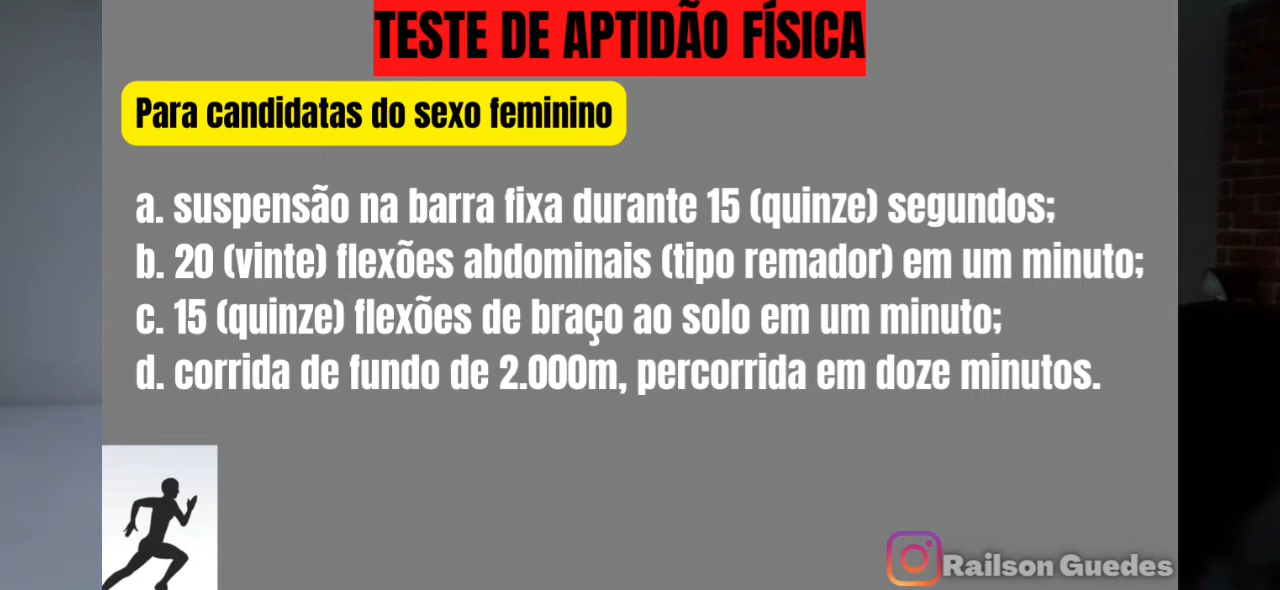 TESTE DE APTIDÃO FÍSICA
Para candidatas do sexo feminino
a. suspensão na barra fixa durante 15 (quinze) segundos;
b. 20 (vinte) flexões abdominais (tipo remador) em um minuto;
c. 15 (quinze) flexões de braço ao solo em um minuto;
d. corrida de fundo de 2.000m, percorrida em doze minutos.
Railson Guedes